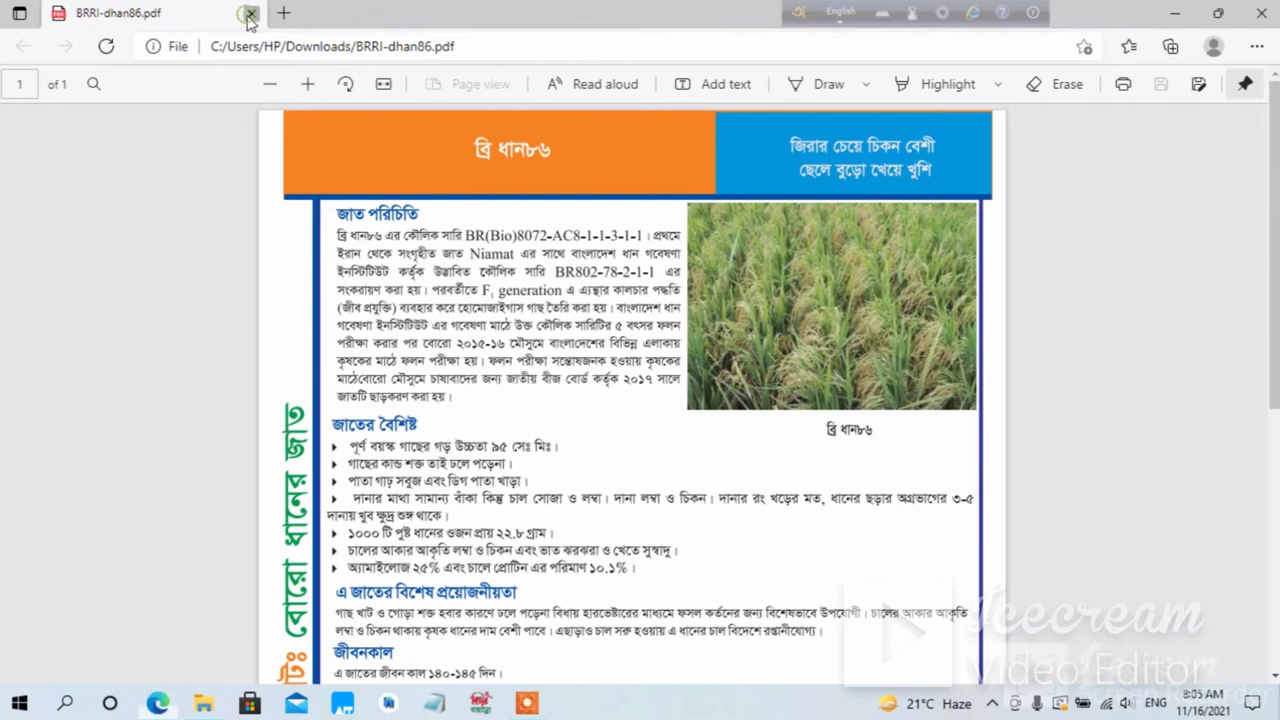 BRRI-dhan86.pdf
English
File
C:/Users/HP/Downloads/BRRI-dhan86.pdf
1 of 1
Page view
Read aloud
Add text
Draw
Highlight
Erase
ব্রি ধান৮৬
জিরার চেয়ে চিকন বেশী
ছেলে বুড়ো খেয়ে খুশি
জাত পরিচিতি
ব্রি ধান৮৬ এর কৌলিক সারি BR(Bio)8072-AC8-1-1-3-1-1। প্রথমে
ইরান থেকে সংগৃহীত জাত Niamat এর সাথে বাংলাদেশ ধান গবেষণা
ইনস্টিটিউট কর্তৃক উদ্ভাবিত কৌলিক সারি BR802-78-2-1-1 এর
সংকরায়ণ করা হয়। পরবর্তীতে F₁ generation এ এ্যন্থার কালচার পদ্ধতি
(জীব প্রযুক্তি) ব্যবহার করে হোমোজাইগাস গাছ তৈরি করা হয়। বাংলাদেশ ধান
গবেষণা ইনস্টিটিউট এর গবেষণা মাঠে উক্ত কৌলিক সারিটির ৫ বৎসর ফলন
পরীক্ষা করার পর বোরো ২০১৫-১৬ মৌসুমে বাংলাদেশের বিভিন্ন এলাকায়
কৃষকের মাঠে ফলন পরীক্ষা হয়। ফলন পরীক্ষা সন্তোষজনক হওয়ায় কৃষকের
মাঠেবোরো মৌসুমে চাষাবাদের জন্য জাতীয় বীজ বোর্ড কর্তৃক ২০১৭ সালে
জাতটি ছাড়করণ করা হয়।
ব্রি ধান৮৬
জাতের বৈশিষ্ট
পূর্ণ বয়স্ক গাছের গড় উচ্চতা ৯৫ সেঃ মিঃ।
গাছের কান্ড শক্ত তাই ঢলে পড়েনা।
পাতা গাঢ় সবুজ এবং ডিগ পাতা খাড়া।
দানার মাথা সামান্য বাঁকা কিন্তু চাল সোজা ও লম্বা। দানা লম্বা ও চিকন। দানার রং খড়ের মত, ধানের ছড়ার অগ্রভাগের ৩-৫
দানায় খুব ক্ষুদ্র শুঙ্গ থাকে।
১০০০ টি পুষ্ট ধানের ওজন প্রায় ২২.৮ গ্রাম।
চালের আকার আকৃতি লম্বা ও চিকন এবং ভাত ঝরঝরা ও খেতে সুস্বাদু।
অ্যামাইলোজ ২৫% এবং চালে প্রোটিন এর পরিমাণ ১০.১%।
এ জাতের বিশেষ প্রয়োজনীয়তা
গাছ খাট ও গোড়া শক্ত হবার কারণে ঢলে পড়েনা বিধায় হারভেষ্টারের মাধ্যমে ফসল কর্তনের জন্য বিশেষভাবে উপযোগী। চালের আকার আকৃতি
লম্বা ও চিকন থাকায় কৃষক ধানের দাম বেশী পাবে। এছাড়াও চাল সরু হওয়ায় এ ধানের চাল বিদেশে রপ্তানীযোগ্য।
জীবনকাল
এ জাতের জীবন কাল ১৪০-১৪৫ দিন।
টিঃ বোরো ধানের জাত
Icecream
Video Editor
21°C Haze
ENG
8:05 AM
11/16/2021